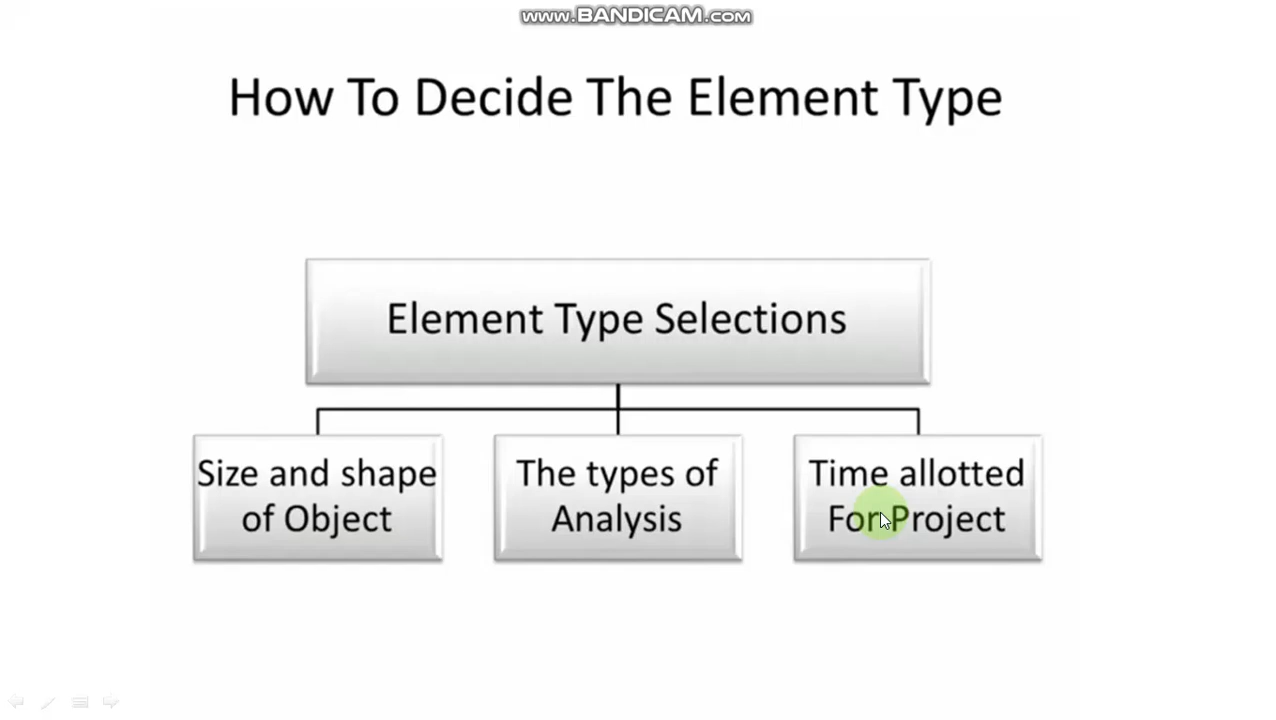 www.BANDICAM.com
How To Decide The Element Type
Element Type Selections
Size and shape
of Object
The types of
Analysis
Time allotted
For Project